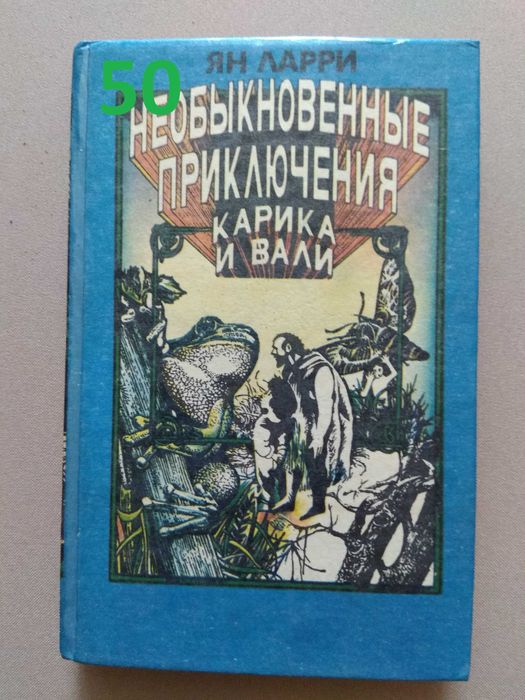 ЯН ЛАРРИ
50
НЕОБЫКНОВЕННЫЕ
ПРИКЛЮЧЕНИЯ
КАРИКА
И ВАЛИ